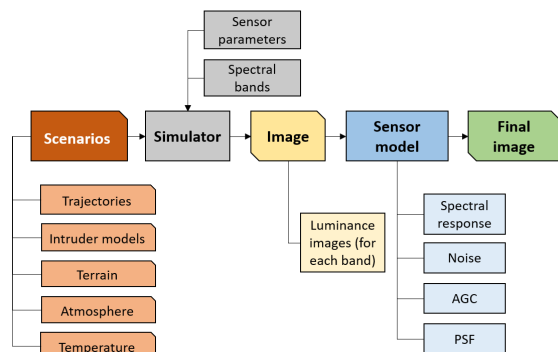 Sensor
parameters
Spectral
bands
Scenarios
Simulator
Image
Sensor
model
Final
image
Trajectories
Intruder models
Terrain
Atmosphere
Temperature
Luminance
images (for
each band)
Spectral
response
Noise
AGC
PSF